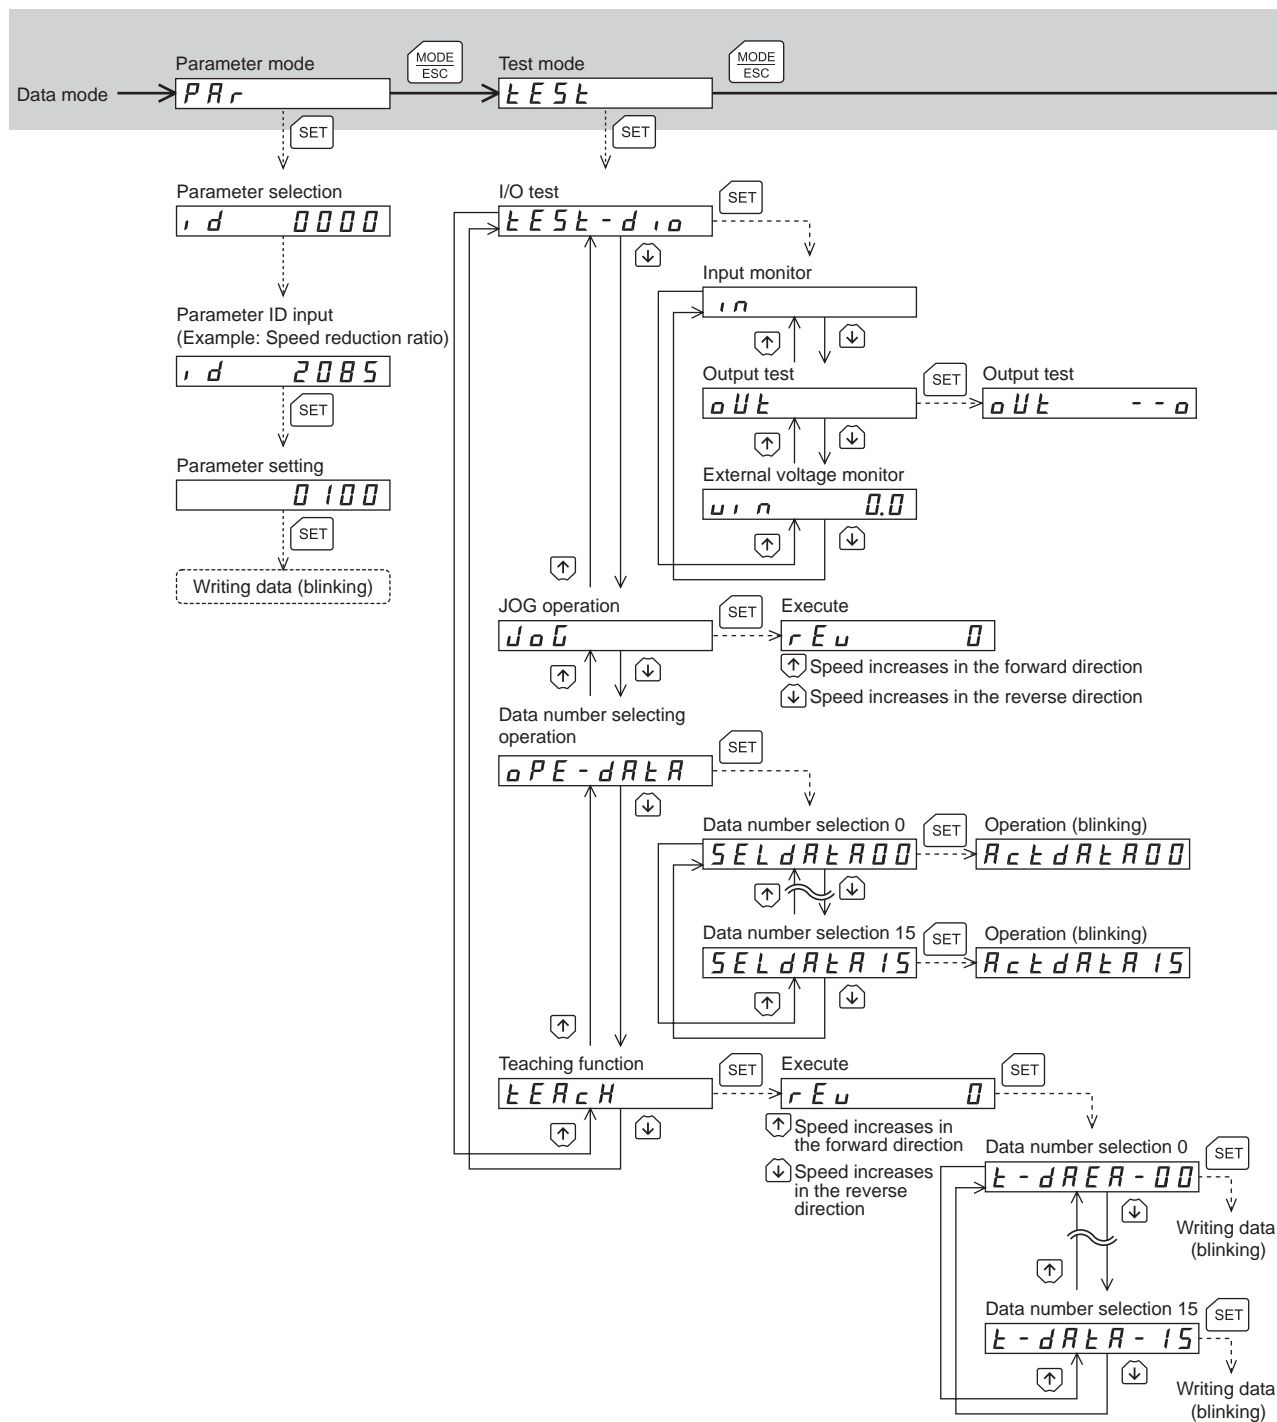 Data mode
Parameter mode
PAr
MODE
ESC
Test mode
tESt
MODE
ESC
SET
SET
Parameter selection
id 0000
Parameter ID input
(Example: Speed reduction ratio)
id 2085
SET
Parameter setting
0100
SET
Writing data (blinking)
I/O test
tESt-dio
SET
Input monitor
in
Output test
oUt
SET
Output test
oUt --o
External voltage monitor
vin 0.0
JOG operation
JoG
SET
Execute
rEv 0
Speed increases in the forward direction
Speed increases in the reverse direction
Data number selecting
operation
oPE-dAtA
SET
Data number selection 0
SELdAtA00
SET
Operation (blinking)
ActdAtA00
Data number selection 15
SELdAtA15
SET
Operation (blinking)
ActdAtA15
Teaching function
tEAcH
SET
Execute
rEv 0
SET
Speed increases in
the forward direction
Speed increases
in the reverse
direction
Data number selection 0
t-dAEA-00
SET
Writing data
(blinking)
Data number selection 15
t-dAtA-15
SET
Writing data
(blinking)